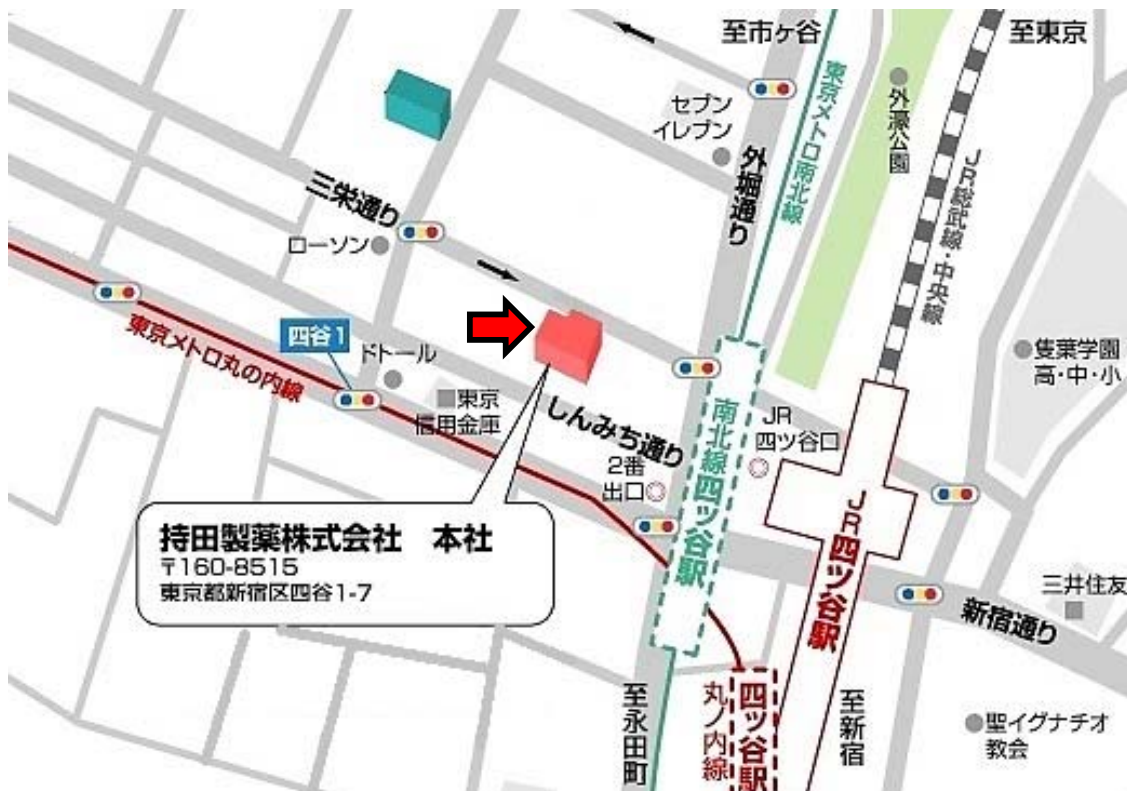 至市ヶ谷
至東京
東京メトロ南北線
セブン
イレブン
外濠公園
外堀通り
JR総武線・中央線
三栄通り
ローソン
東京メトロ丸の内線
四谷1
ドトール
東京
信用金庫
しんみち通り
2番
出口
南北線四ツ谷駅
JR
四ツ谷口
隻葉学園
高・中・小
JR四ツ谷駅
持田製薬株式会社 本社
〒160-8515
東京都新宿区四谷1-7
三井住友
新宿通り
至永田町
丸ノ内線
四ツ谷駅
至新宿
聖イグナチオ
教会